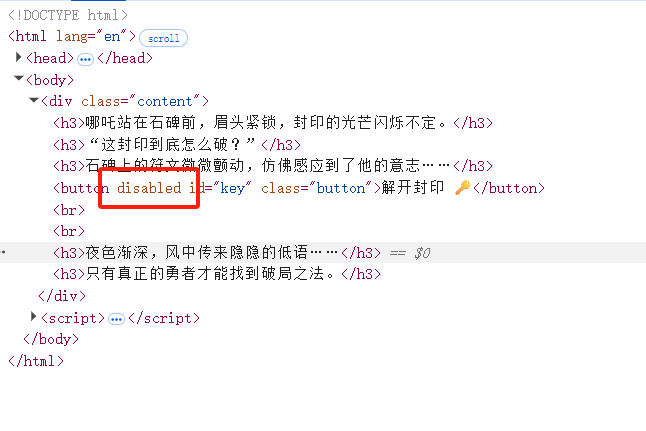 <!DOCTYPE html>
<html lang="en"> scroll
<head> ••• </head>
<body>
<div class="content">
<h3>哪吒站在石碑前，眉头紧锁，封印的光芒闪烁不定。</h3>
<h3>“这封印到底怎么破？”</h3>
<h3>石碑上的符文微微颤动，仿佛感应到了他的意志……</h3>
<button disabled id="key" class="button">解开封印 🔑</button>
<br>
<br>
<h3>夜色渐深，风中传来隐隐的低语……</h3> == $0
<h3>只有真正的勇者才能找到破局之法。</h3>
</div>
<script> ••• </script>
</body>
</html>